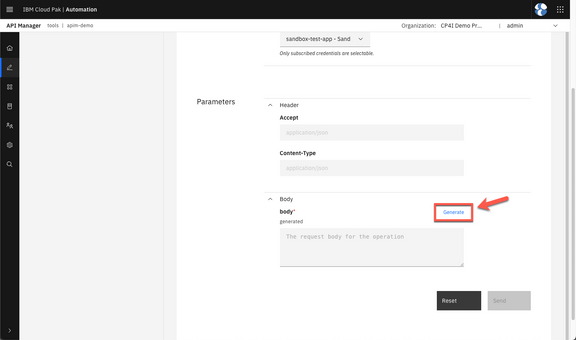 IBM Cloud Pak | Automation
API Manager tools / apim-demo Organization: CP4I Demo Pr... | admin
sandbox-test-app - Sand
Only subscribed credentials are selectable.
Parameters
Header
Accept
application/json
Content-Type
application/json
Body
body*
Generate
generated
The request body for the operation
Reset
Send